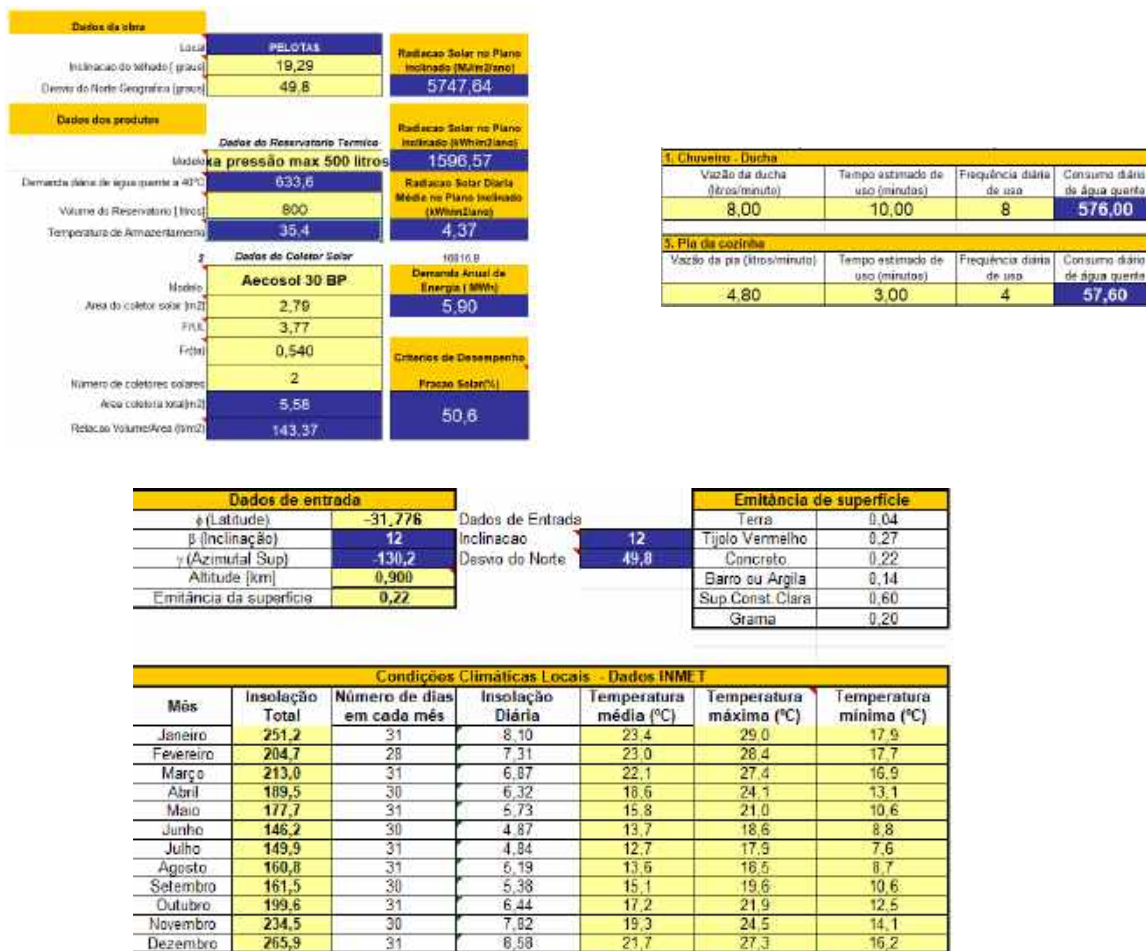 Dados da obra
Local PELOTAS
Inclinacao do telhado [ graus] 19,29
Desvio do Norte Geografico [graus] 49,8
Radiacao Solar no Plano
Inclinado (MJ/m2/ano)
5747,64
Dados dos produtos
Dados do Reservatorio Termico
Radiacao Solar no Plano
Inclinado (kWh/m2/ano)
Modelo xa pressão max 500 litros 1596,57
Demanda diária de água quente a 40ºC 633,6
Radiacao Solar Diaria
Média no Plano Inclinado
(kWh/m2/ano)
Volume do Reservatorio [litros] 800
Temperatura de Armazentamento 35,4 4,37
Dados do Coletor Solar 16816,8
Modelo Aecosol 30 BP
Demanda Anual de
Energia ( MWh)
Area do coletor solar [m2] 2,79 5,90
FrUL 3,77
Fr(ta) 0,540
Criterios de Desempenho
Número de coletores solares 2
Fracao Solar(%)
Area coletora total[m2] 5,58
50,6
Relacao Volume/Area (l/m2) 143,37
1. Chuveiro - Ducha
Vazão da ducha (litros/minuto) Tempo estimado de uso (minutos) Frequência diária de uso Consumo diário de água quente
8,00 10,00 8 576,00
Pia da cozinha
Vazão da pia (litros/minuto) Tempo estimado de uso (minutos) Frequência diária de uso Consumo diário de água quente
4,80 3,00 4 57,60
Dados de entrada
ϕ (Latitude) -31,776
β (Inclinação) 12
γ (Azimutal Sup) -130,2
Altitude [km] 0,900
Emitância da superfície 0,22
Dados de Entrada
Inclinacao 12
Desvio do Norte 49,8
Emitância de superfície
Terra 0,04
Tijolo Vermelho 0,27
Concreto 0,22
Barro ou Argila 0,14
Sup.Const.Clara 0,60
Grama 0,20
Condições Climáticas Locais - Dados INMET
Mês Insolação Total Número de dias em cada mês Insolação Diária Temperatura média (ºC) Temperatura máxima (ºC) Temperatura mínima (ºC)
Janeiro 251,2 31 8,10 23,4 29,0 17,9
Fevereiro 204,7 28 7,31 23,0 28,4 17,7
Março 213,0 31 6,87 22,1 27,4 16,9
Abril 189,5 30 6,32 18,6 24,1 13,1
Maio 177,7 31 5,73 15,8 21,0 10,6
Junho 146,2 30 4,87 13,7 18,6 8,8
Julho 149,9 31 4,84 12,7 17,9 7,6
Agosto 160,8 31 5,19 13,6 18,5 8,7
Setembro 161,5 30 5,38 15,1 19,6 10,6
Outubro 199,6 31 6,44 17,2 21,9 12,5
Novembro 234,5 30 7,82 19,3 24,5 14,1
Dezembro 265,9 31 8,58 21,7 27,3 16,2